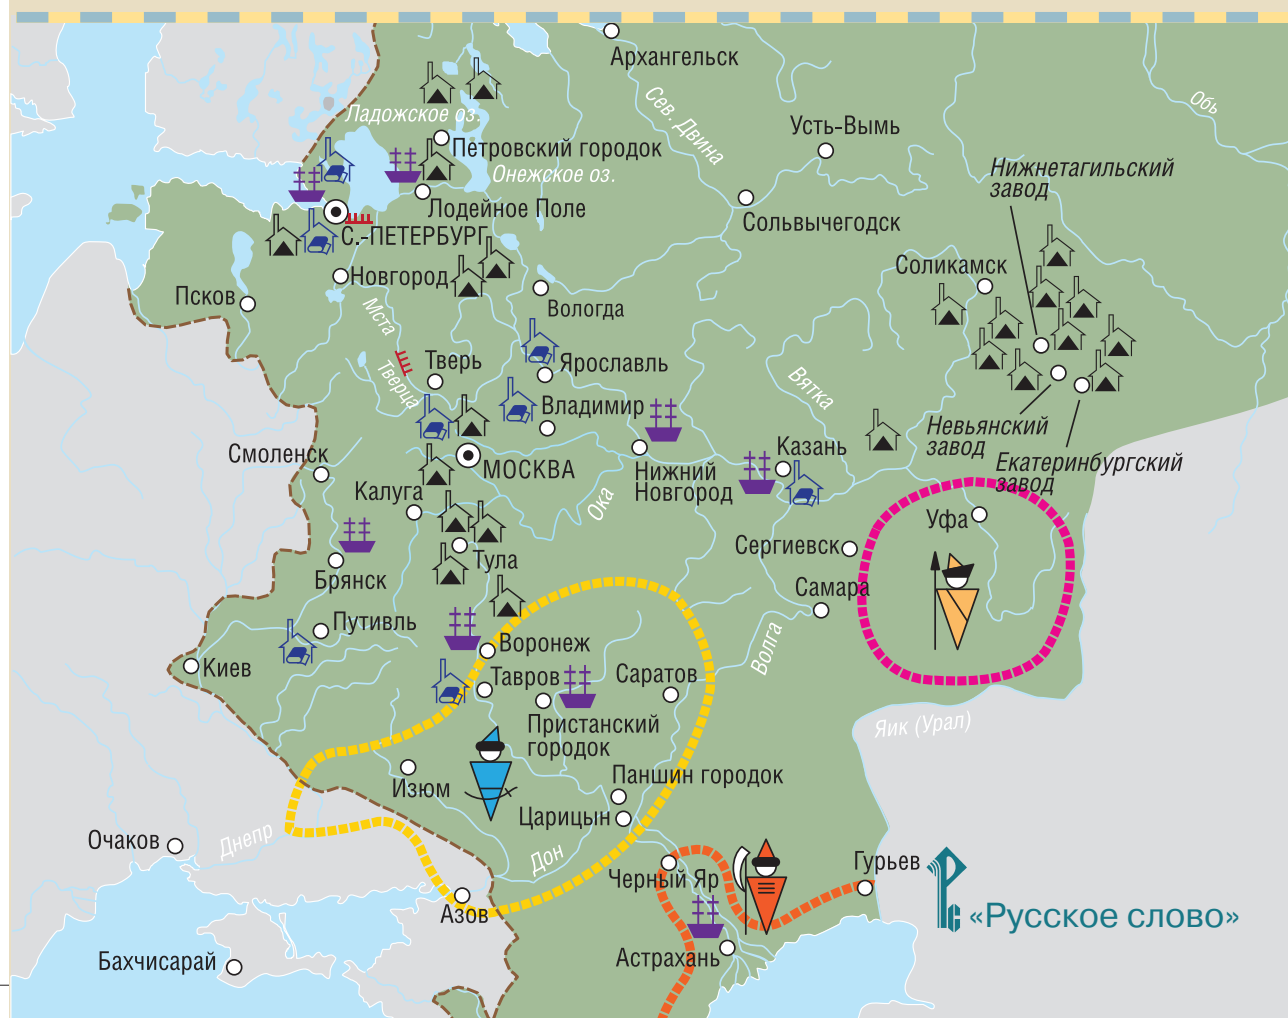 Архангельск
Обь
Сев. Двина
Ладожское оз.
Усть-Вымь
Петровский городок
Нижнетагильский
завод
Онежское оз.
Лодейное Поле
Сольвычегодск
С.-ПЕТЕРБУРГ
Новгород
Соликамск
Псков
Вологда
Мста
Тверь
Ярославль
Тверца
Вятка
Владимир
Невьянский
завод
Смоленск
Казань
МОСКВА
Нижний
Новгород
Екатеринбургский
завод
Калуга
Ока
Уфа
Сергиевск
Тула
Брянск
Самара
Путивль
Воронеж
Волга
Киев
Тавров
Саратов
Пристанский
городок
Яик (Урал)
Изюм
Паншин городок
Царицын
Очаков
Днепр
Дон
Черный Яр
Гурьев
Азов
«Русское слово»
Астрахань
Бахчисарай